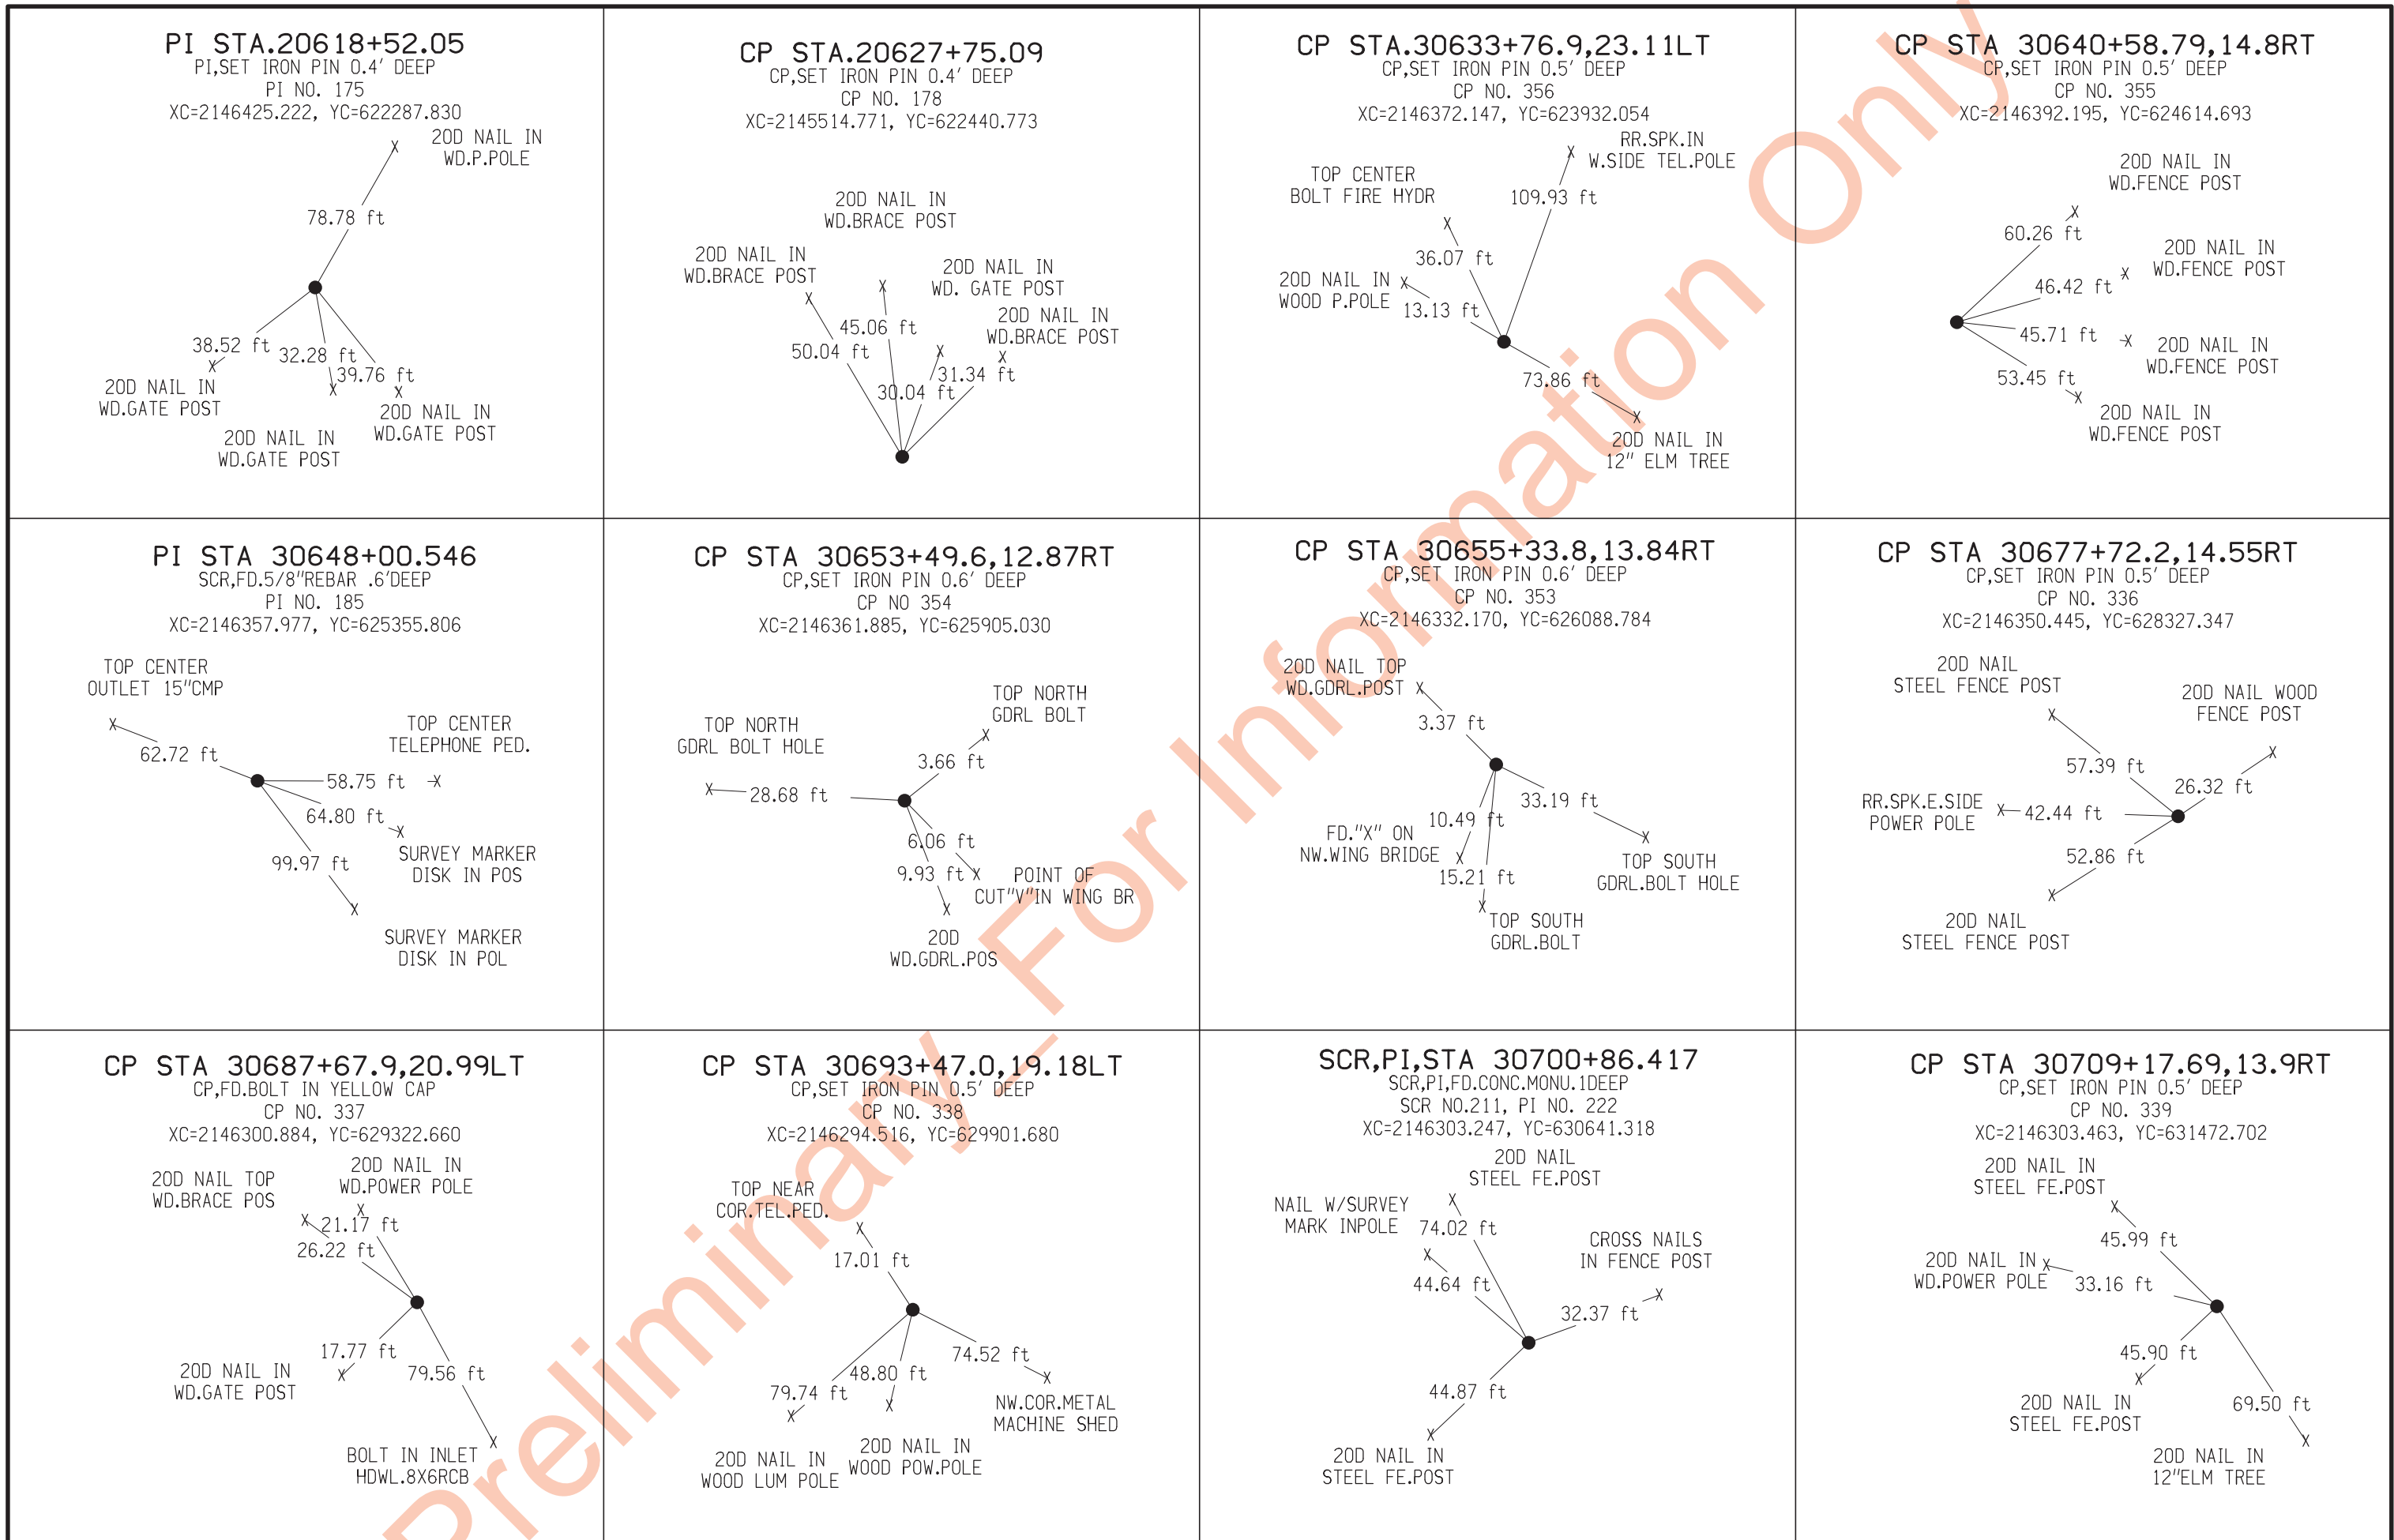 PI STA.20618+52.05
PI,SET IRON PIN 0.4' DEEP
PI NO. 175
XC=2146425.222, YC=622287.830
20D NAIL IN
WD.P.POLE
78.78 ft
38.52 ft
32.28 ft
39.76 ft
20D NAIL IN
WD.GATE POST
20D NAIL IN
WD.GATE POST
20D NAIL IN
WD.GATE POST
CP STA.20627+75.09
CP,SET IRON PIN 0.4' DEEP
CP NO. 178
XC=2145514.771, YC=622440.773
20D NAIL IN
WD.BRACE POST
20D NAIL IN
WD.BRACE POST
20D NAIL IN
WD. GATE POST
20D NAIL IN
WD.BRACE POST
45.06 ft
50.04 ft
31.34 ft
30.04 ft
CP STA.30633+76.9,23.11LT
CP,SET IRON PIN 0.5' DEEP
CP NO. 356
XC=2146372.147, YC=623932.054
RR.SPK.IN
W.SIDE TEL.POLE
TOP CENTER
BOLT FIRE HYDR
109.93 ft
36.07 ft
20D NAIL IN
WOOD P.POLE
13.13 ft
73.86 ft
20D NAIL IN
12" ELM TREE
CP STA 30640+58.79,14.8RT
CP,SET IRON PIN 0.5' DEEP
CP NO. 355
XC=2146392.195, YC=624614.693
20D NAIL IN
WD.FENCE POST
60.26 ft
20D NAIL IN
WD.FENCE POST
46.42 ft
45.71 ft
20D NAIL IN
WD.FENCE POST
53.45 ft
20D NAIL IN
WD.FENCE POST
PI STA 30648+00.546
SCR,FD.5/8"REBAR .6'DEEP
PI NO. 185
XC=2146357.977, YC=625355.806
TOP CENTER
OUTLET 15"CMP
TOP CENTER
TELEPHONE PED.
62.72 ft
58.75 ft
64.80 ft
99.97 ft
SURVEY MARKER
DISK IN POS
SURVEY MARKER
DISK IN POL
CP STA 30653+49.6,12.87RT
CP,SET IRON PIN 0.6' DEEP
CP NO 354
XC=2146361.885, YC=625905.030
TOP NORTH
GDRL BOLT
TOP NORTH
GDRL BOLT HOLE
3.66 ft
28.68 ft
6.06 ft
9.93 ft
POINT OF
CUT"V"IN WING BR
20D
WD.GDRL.POS
CP STA 30655+33.8,13.84RT
CP,SET IRON PIN 0.6' DEEP
CP NO. 353
XC=2146332.170, YC=626088.784
20D NAIL TOP
WD.GDRL.POST
3.37 ft
33.19 ft
10.49 ft
FD."X" ON
NW.WING BRIDGE
15.21 ft
TOP SOUTH
GDRL.BOLT HOLE
TOP SOUTH
GDRL.BOLT
CP STA 30677+72.2,14.55RT
CP,SET IRON PIN 0.5' DEEP
CP NO. 336
XC=2146350.445, YC=628327.347
20D NAIL
STEEL FENCE POST
20D NAIL WOOD
FENCE POST
57.39 ft
26.32 ft
RR.SPK.E.SIDE
POWER POLE
42.44 ft
52.86 ft
20D NAIL
STEEL FENCE POST
CP STA 30687+67.9,20.99LT
CP,FD.BOLT IN YELLOW CAP
CP NO. 337
XC=2146300.884, YC=629322.660
20D NAIL TOP
WD.BRACE POS
20D NAIL IN
WD.POWER POLE
21.17 ft
26.22 ft
17.77 ft
79.56 ft
20D NAIL IN
WD.GATE POST
BOLT IN INLET
HDWL.8X6RCB
CP STA 30693+47.0,19.18LT
CP,SET IRON PIN 0.5' DEEP
CP NO. 338
XC=2146294.516, YC=629901.680
TOP NEAR
COR.TEL.PED.
17.01 ft
74.52 ft
48.80 ft
79.74 ft
NW.COR.METAL
MACHINE SHED
20D NAIL IN
WOOD LUM POLE
20D NAIL IN
WOOD POW.POLE
SCR,PI,STA 30700+86.417
SCR,PI,FD.CONC.MONU.1DEEP
SCR NO.211, PI NO. 222
XC=2146303.247, YC=630641.318
20D NAIL
STEEL FE.POST
NAIL W/SURVEY
MARK INPOLE
74.02 ft
CROSS NAILS
IN FENCE POST
44.64 ft
32.37 ft
44.87 ft
20D NAIL IN
STEEL FE.POST
CP STA 30709+17.69,13.9RT
CP,SET IRON PIN 0.5' DEEP
CP NO. 339
XC=2146303.463, YC=631472.702
20D NAIL IN
STEEL FE.POST
45.99 ft
20D NAIL IN
WD.POWER POLE
33.16 ft
45.90 ft
20D NAIL IN
STEEL FE.POST
69.50 ft
20D NAIL IN
12"ELM TREE
Preliminary_For Information Only